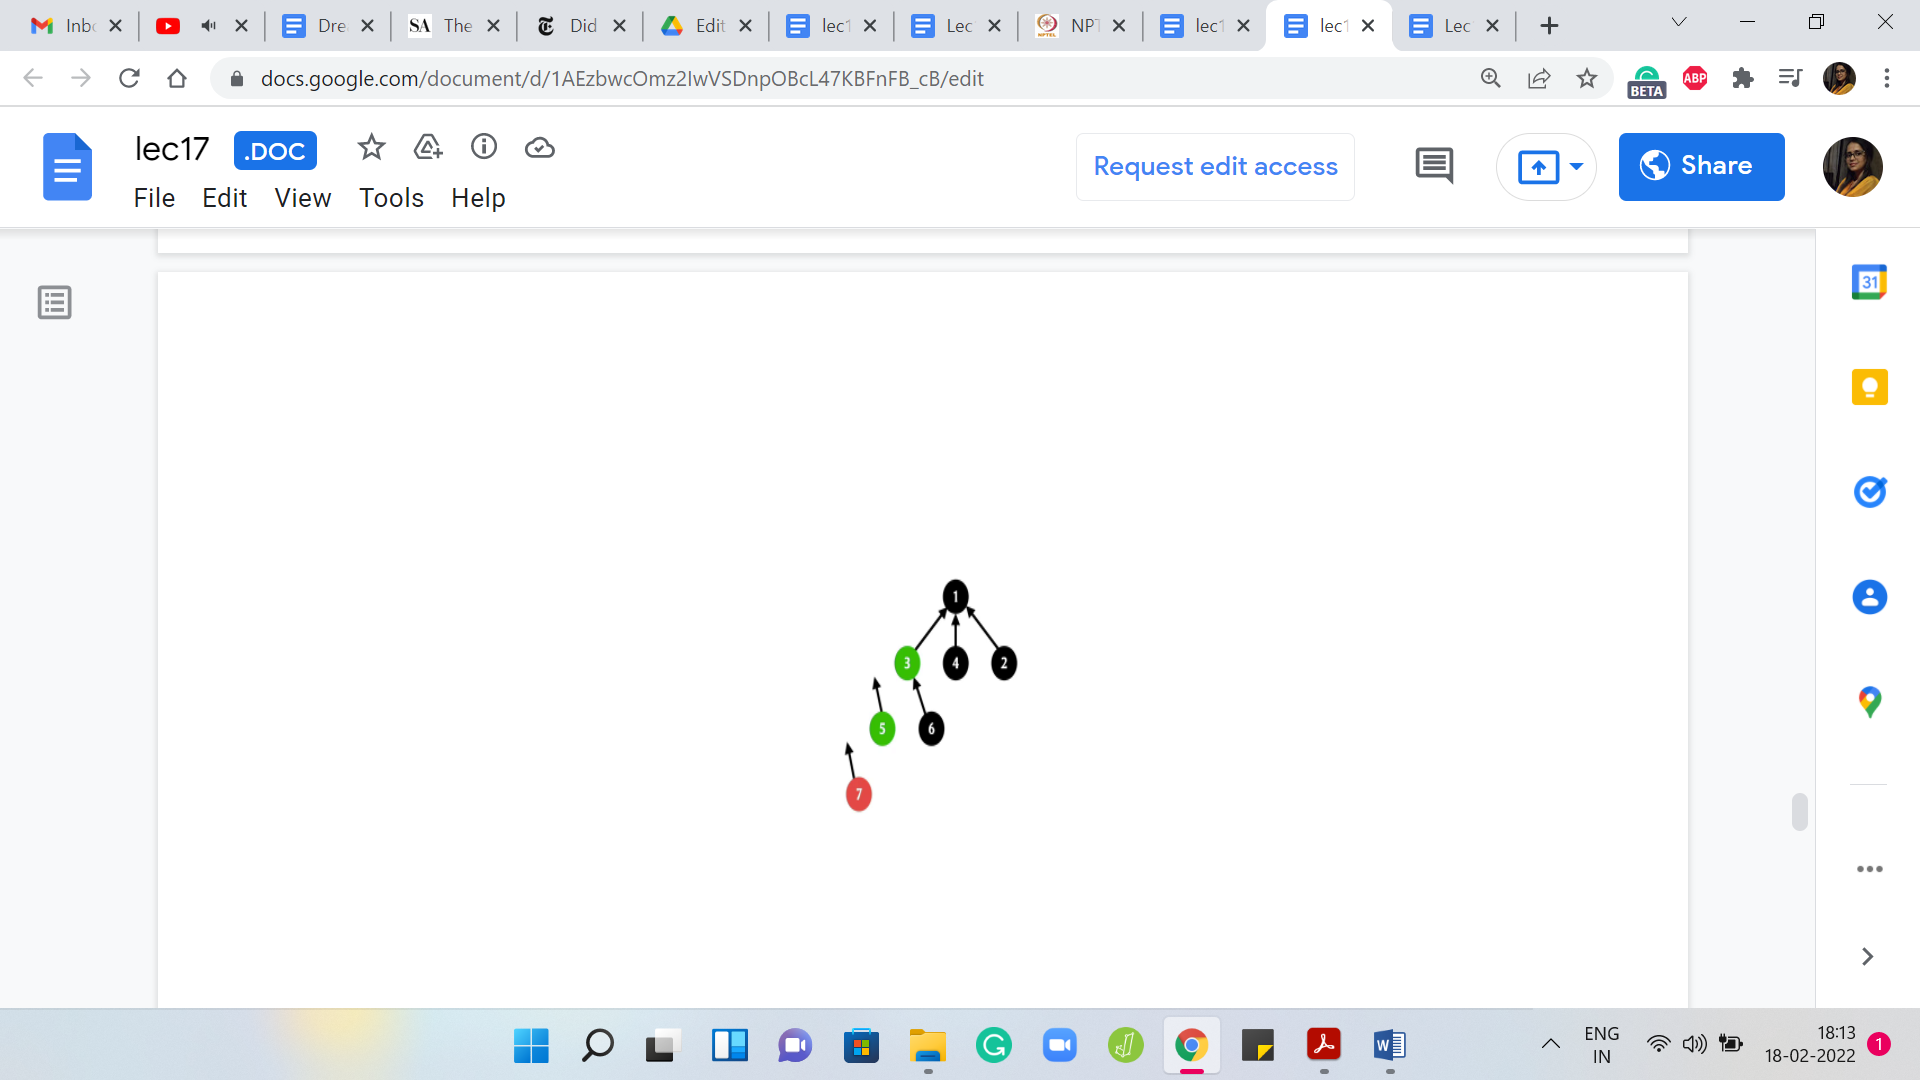 Inbo
Dre
SA The
Did
Edit
lec1
Lec
NPTEL NPT
lec1
lec1
Lec
docs.google.com/document/d/1AEzbwcOmz2IwVSDnpOBcL47KBFnFB_cB/edit
BETA
ABP
lec17 .DOC
File Edit View Tools Help
Request edit access
Share
31
1
3 4 2
5 6
7
ENG
IN
18:13
18-02-2022
1